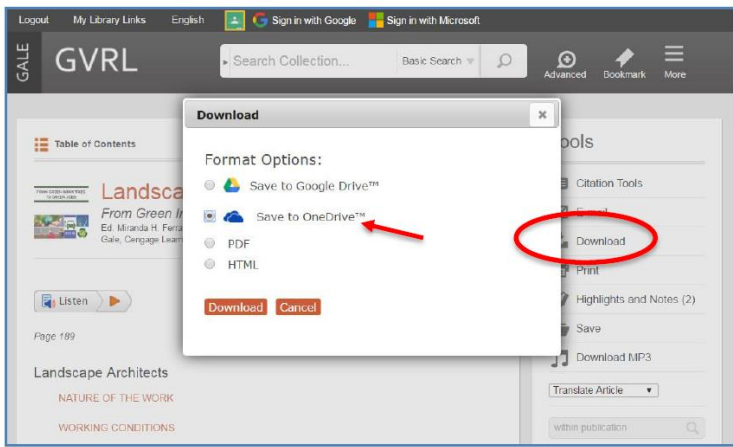 Logout My Library Links English Sign in with Google Sign in with Microsoft
GALE
GVRL
Search Collection... Basic Search
Advanced Bookmark More
Download
Format Options:
Save to Google Drive™
Save to OneDrive™
PDF
HTML
Download Cancel
Table of Contents
Landsca
From Green I
Ed. Miranda H. Ferra
Gale, Cengage Learn
Listen
Page 189
Landscape Architects
NATURE OF THE WORK
WORKING CONDITIONS
ools
Citation Tools
Download
Print
Highlights and Notes (2)
Save
Download MP3
Translate Article
within publication